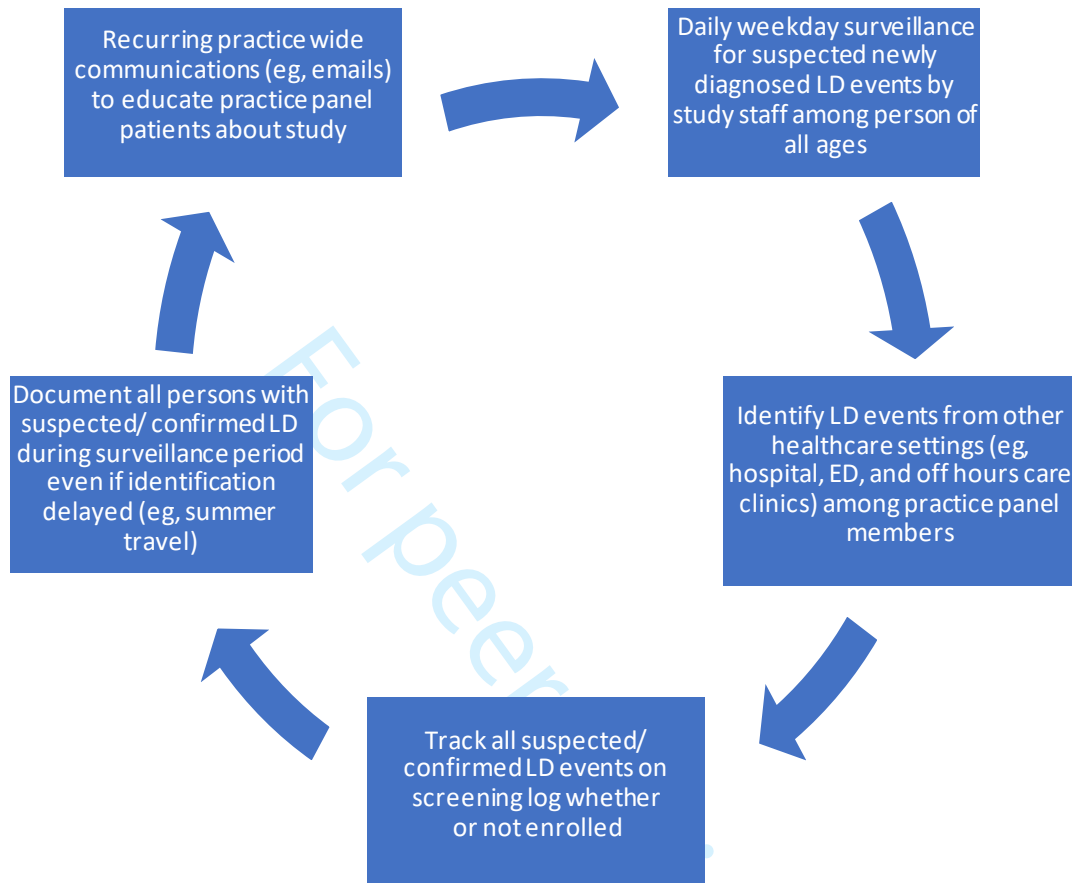 Recurring practice wide
communications (eg, emails)
to educate practice panel
patients about study
Daily weekday surveillance
for suspected newly
diagnosed LD events by
study staff among person of
all ages
Identify LD events from other
healthcare settings (eg,
hospital, ED, and off hours care
clinics) among practice panel
members
Track all suspected/
confirmed LD events on
screening log whether
or not enrolled
Document all persons with
suspected/ confirmed LD
during surveillance period
even if identification
delayed (eg, summer
travel)
For peer